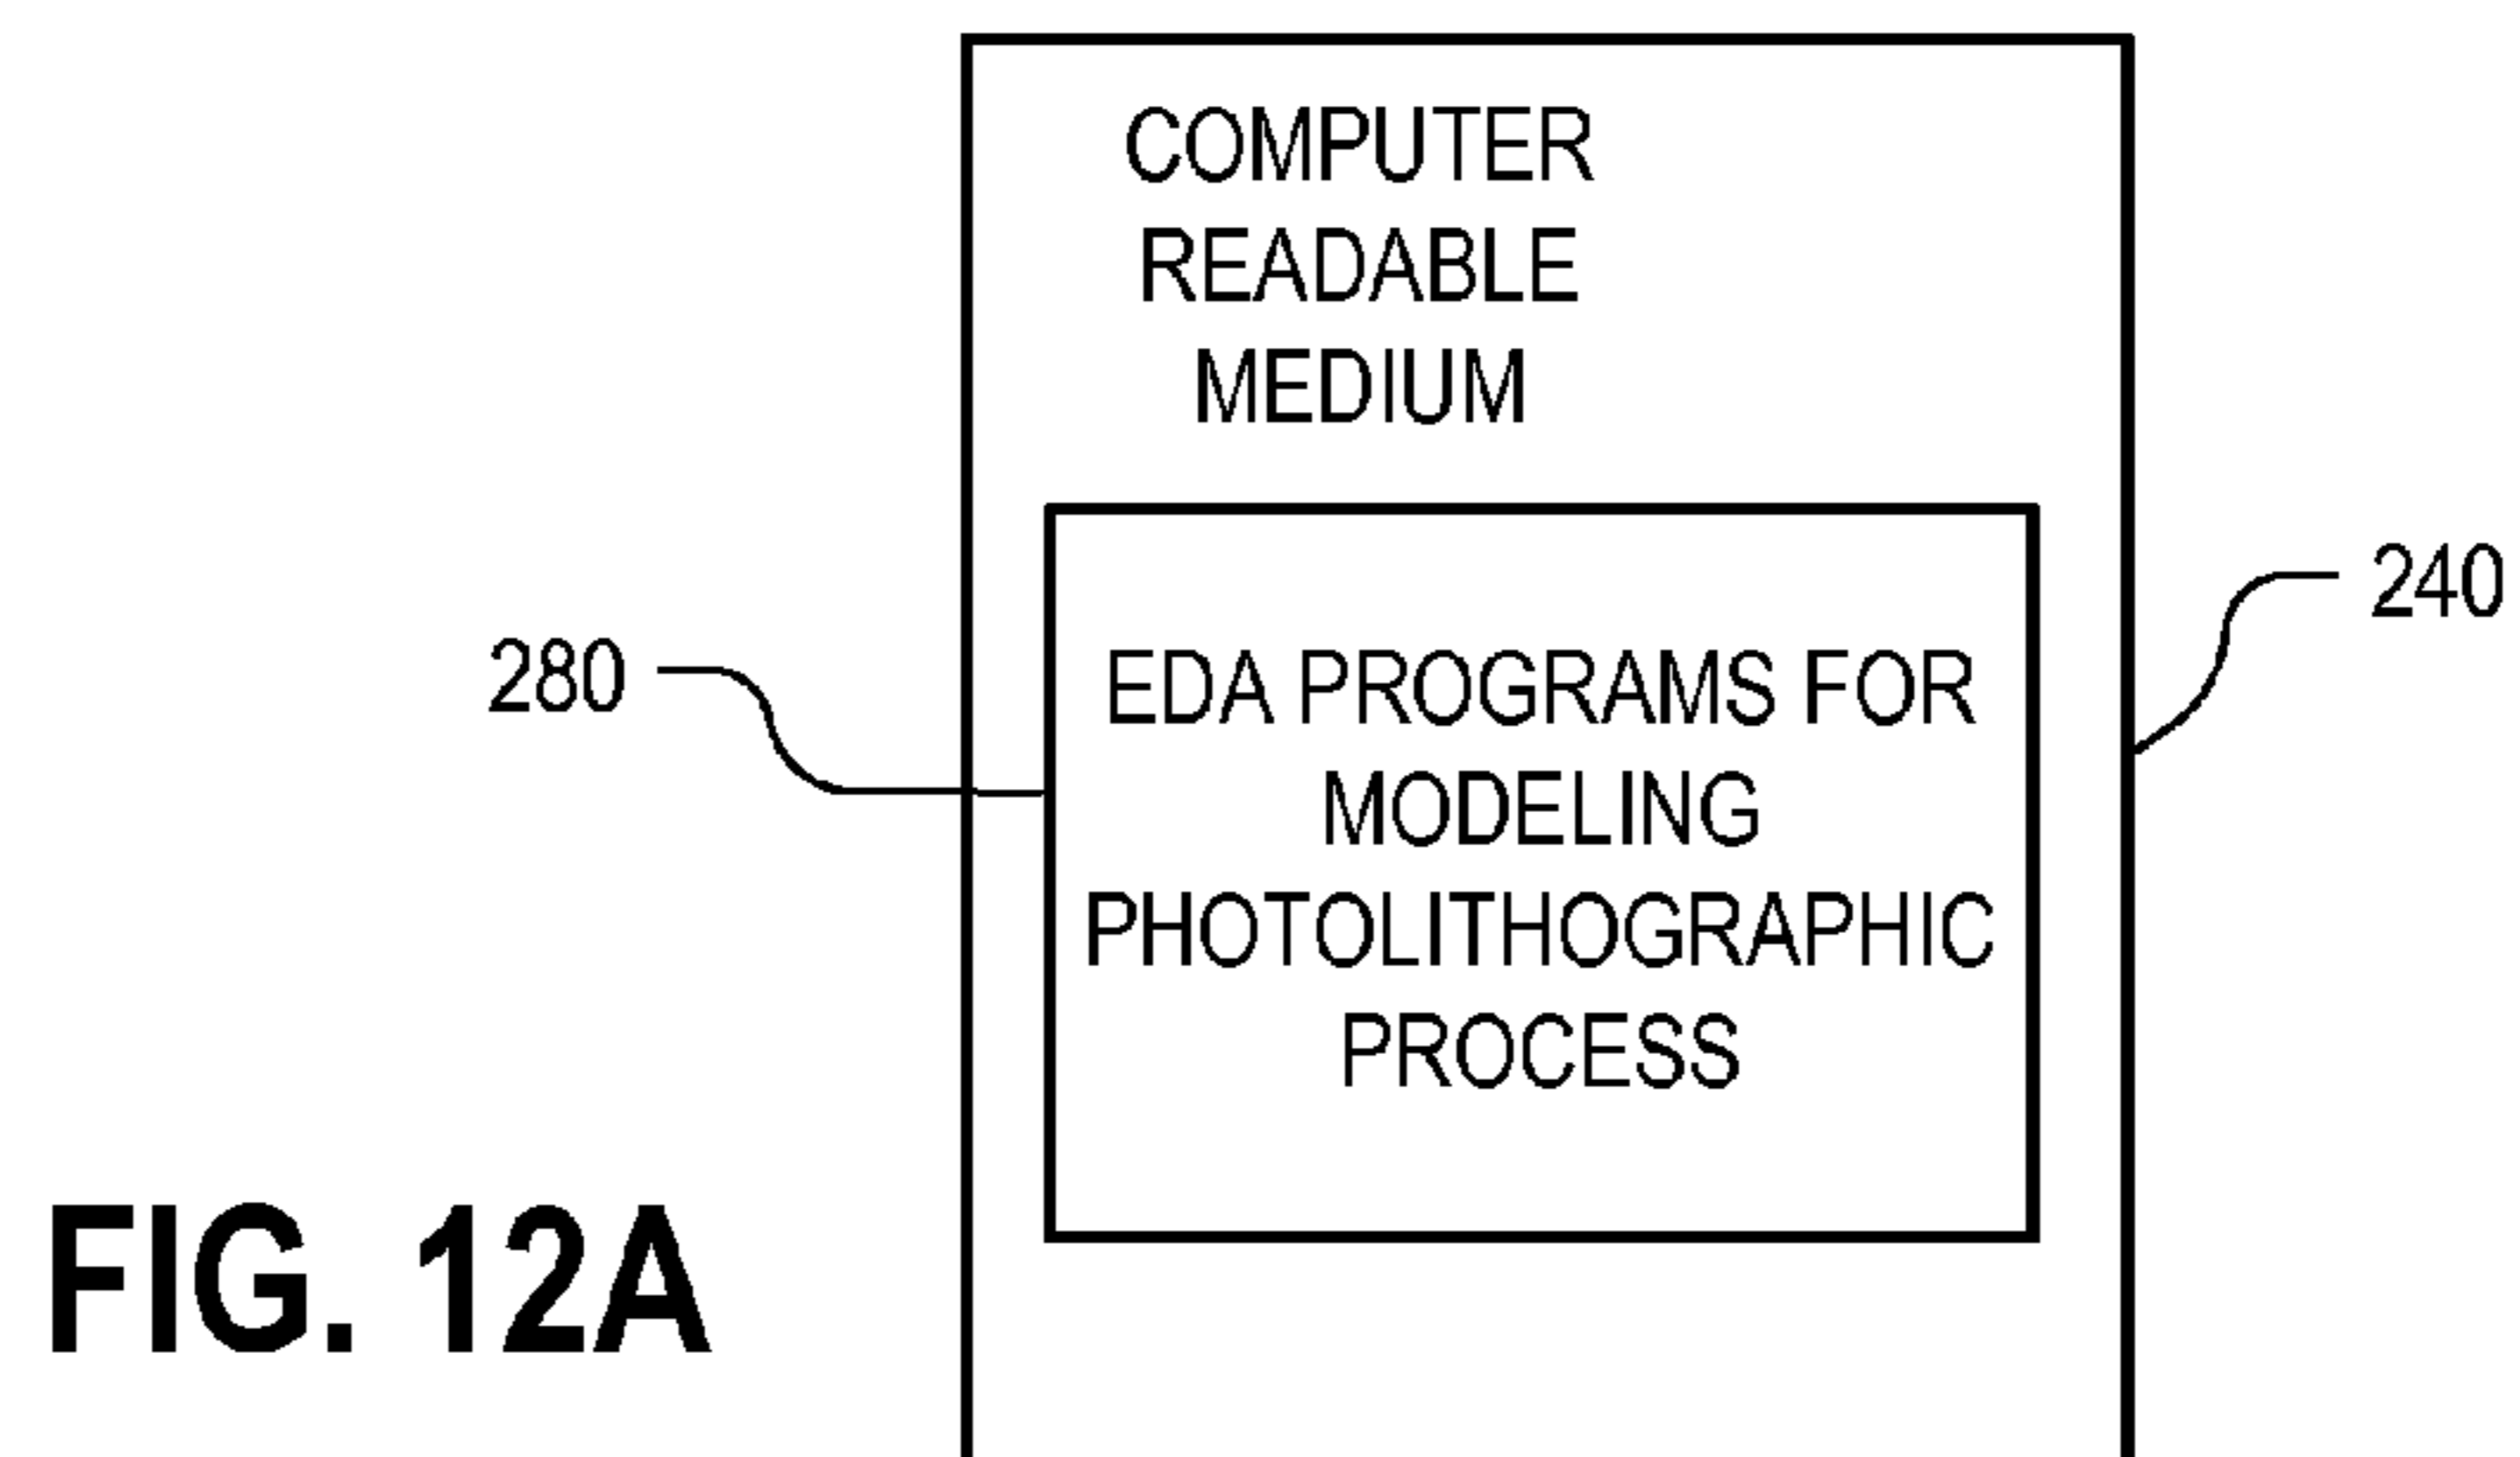 COMPUTER
READABLE
MEDIUM
240
280
EDA PROGRAMS FOR
MODELING
PHOTOLITHOGRAPHIC
PROCESS
FIG. 12A